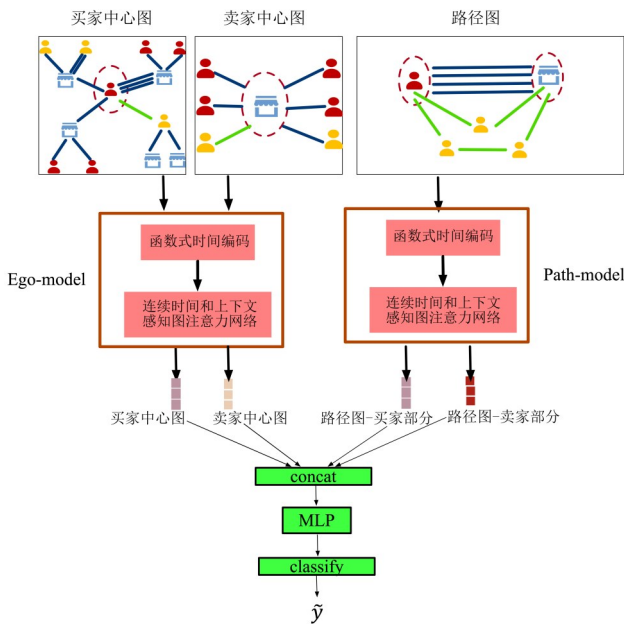 买家中心图
卖家中心图
路径图
Ego-model
函数式时间编码
连续时间和上下文
感知图注意力网络
函数式时间编码
连续时间和上下文
感知图注意力网络
Path-model
买家中心图
卖家中心图
路径图-买家部分
路径图-卖家部分
concat
MLP
classify
ỹ